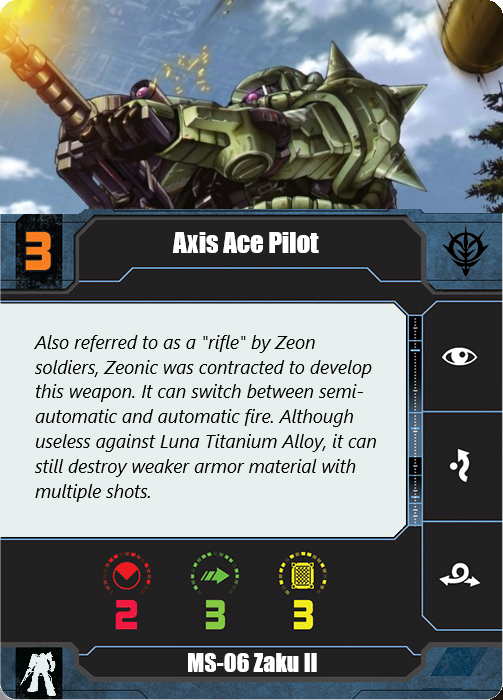 3
Axis Ace Pilot
Also referred to as a "rifle" by Zeon
soldiers, Zeonic was contracted to develop
this weapon. It can switch between semi-
automatic and automatic fire. Although
useless against Luna Titanium Alloy, it can
still destroy weaker armor material with
multiple shots.
2 3 3
MS-06 Zaku II